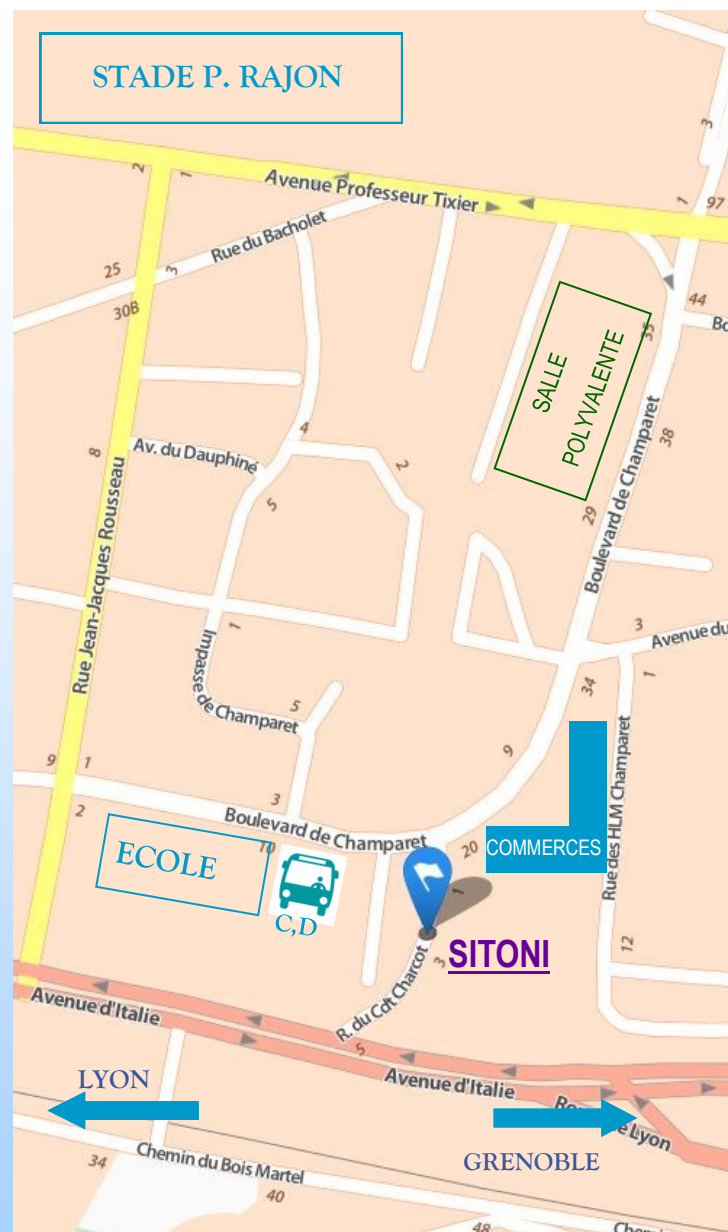 STADE P. RAJON
3
2
1
Avenue Professeur Tixier
1
97
Rue du Bacholet
25
3
30B
44
Bo
35
SALLE
POLYVALENTE
38
4
8
Av. du Dauphiné
2
5
29
Boulevard de Champaret
Rue Jean-Jacques Rousseau
1
3
Avenue du
Impasse de Champaret
34
1
5
9
9
1
2
3
Boulevard de Champaret
10
20
COMMERCES
Rue des HLM Champaret
ECOLE
C,D
1
SITONI
3
12
R. du Cdt Charcot
5
Avenue d'Italie
Avenue d'Italie
LYON
GRENOBLE
Lyon
Chemin du Bois Martel
34
40
48